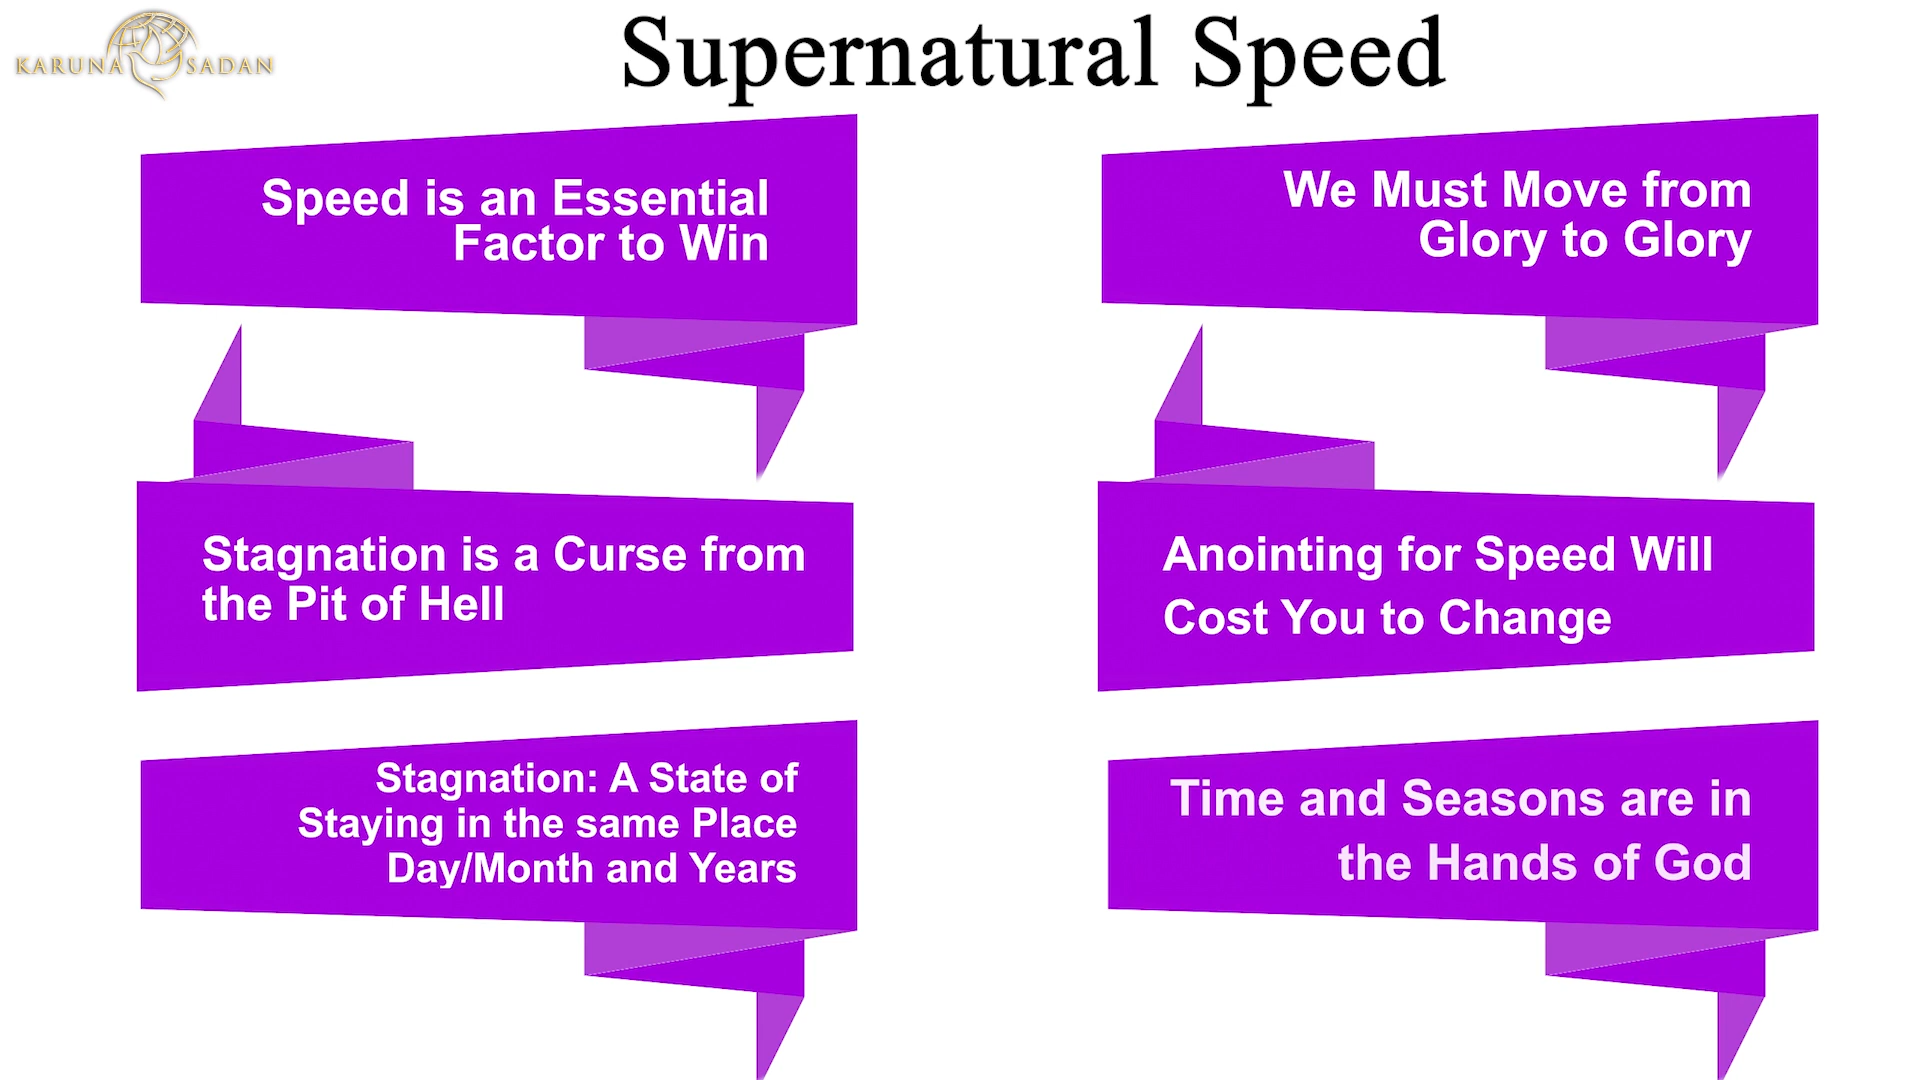 KARUNA SADAN
Supernatural Speed
Speed is an Essential
Factor to Win
Stagnation is a Curse from
the Pit of Hell
Stagnation: A State of
Staying in the same Place
Day/Month and Years
We Must Move from
Glory to Glory
Anointing for Speed Will
Cost You to Change
Time and Seasons are in
the Hands of God